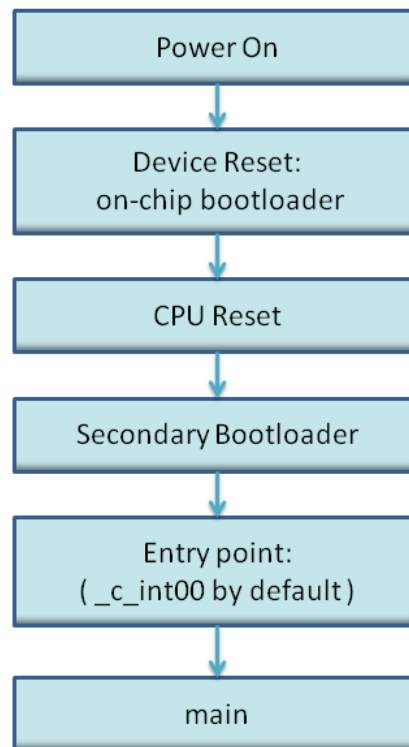 Power On
Device Reset:
on-chip bootloader
CPU Reset
Secondary Bootloader
Entry point:
( _c_int00 by default )
main